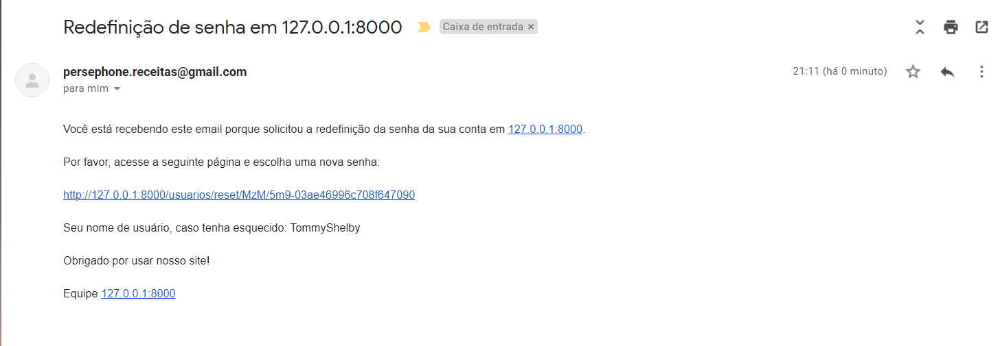 Redefinição de senha em 127.0.0.1:8000 Caixa de entrada ×
persephone.receitas@gmail.com 21:11 (há 0 minuto)
para mim
Você está recebendo este email porque solicitou a redefinição da senha da sua conta em 127.0.0.1:8000.
Por favor, acesse a seguinte página e escolha uma nova senha:
http://127.0.0.1:8000/usuarios/reset/MzM/5m9-03ae46996c708f647090
Seu nome de usuário, caso tenha esquecido: TommyShelby
Obrigado por usar nosso site!
Equipe 127.0.0.1:8000